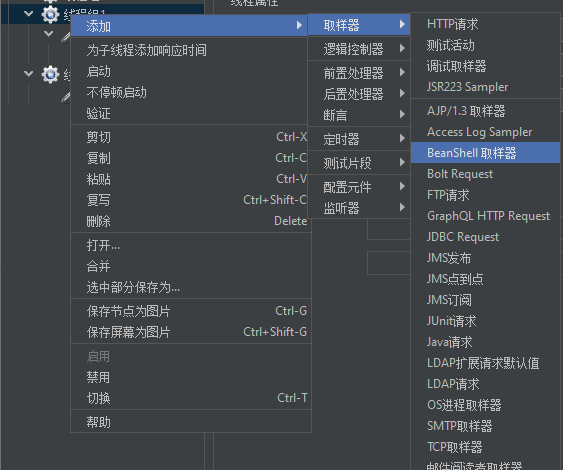 线程属性
线程组1
添加
为子线程添加响应时间
启动
不停顿启动
验证
剪切 Ctrl-X
复制 Ctrl-C
粘贴 Ctrl-V
复写 Ctrl+Shift-C
删除 Delete
打开...
合并
选中部分保存为...
保存节点为图片 Ctrl-G
保存屏幕为图片 Ctrl+Shift-G
启用
禁用
切换 Ctrl-T
帮助
取样器
逻辑控制器
前置处理器
后置处理器
断言
定时器
测试片段
配置元件
监听器
HTTP请求
测试活动
调试取样器
JSR223 Sampler
AJP/1.3 取样器
Access Log Sampler
BeanShell 取样器
Bolt Request
FTP请求
GraphQL HTTP Request
JDBC Request
JMS发布
JMS点到点
JMS订阅
JUnit请求
Java请求
LDAP扩展请求默认值
LDAP请求
OS进程取样器
SMTP取样器
TCP取样器
邮件阅读者取样器